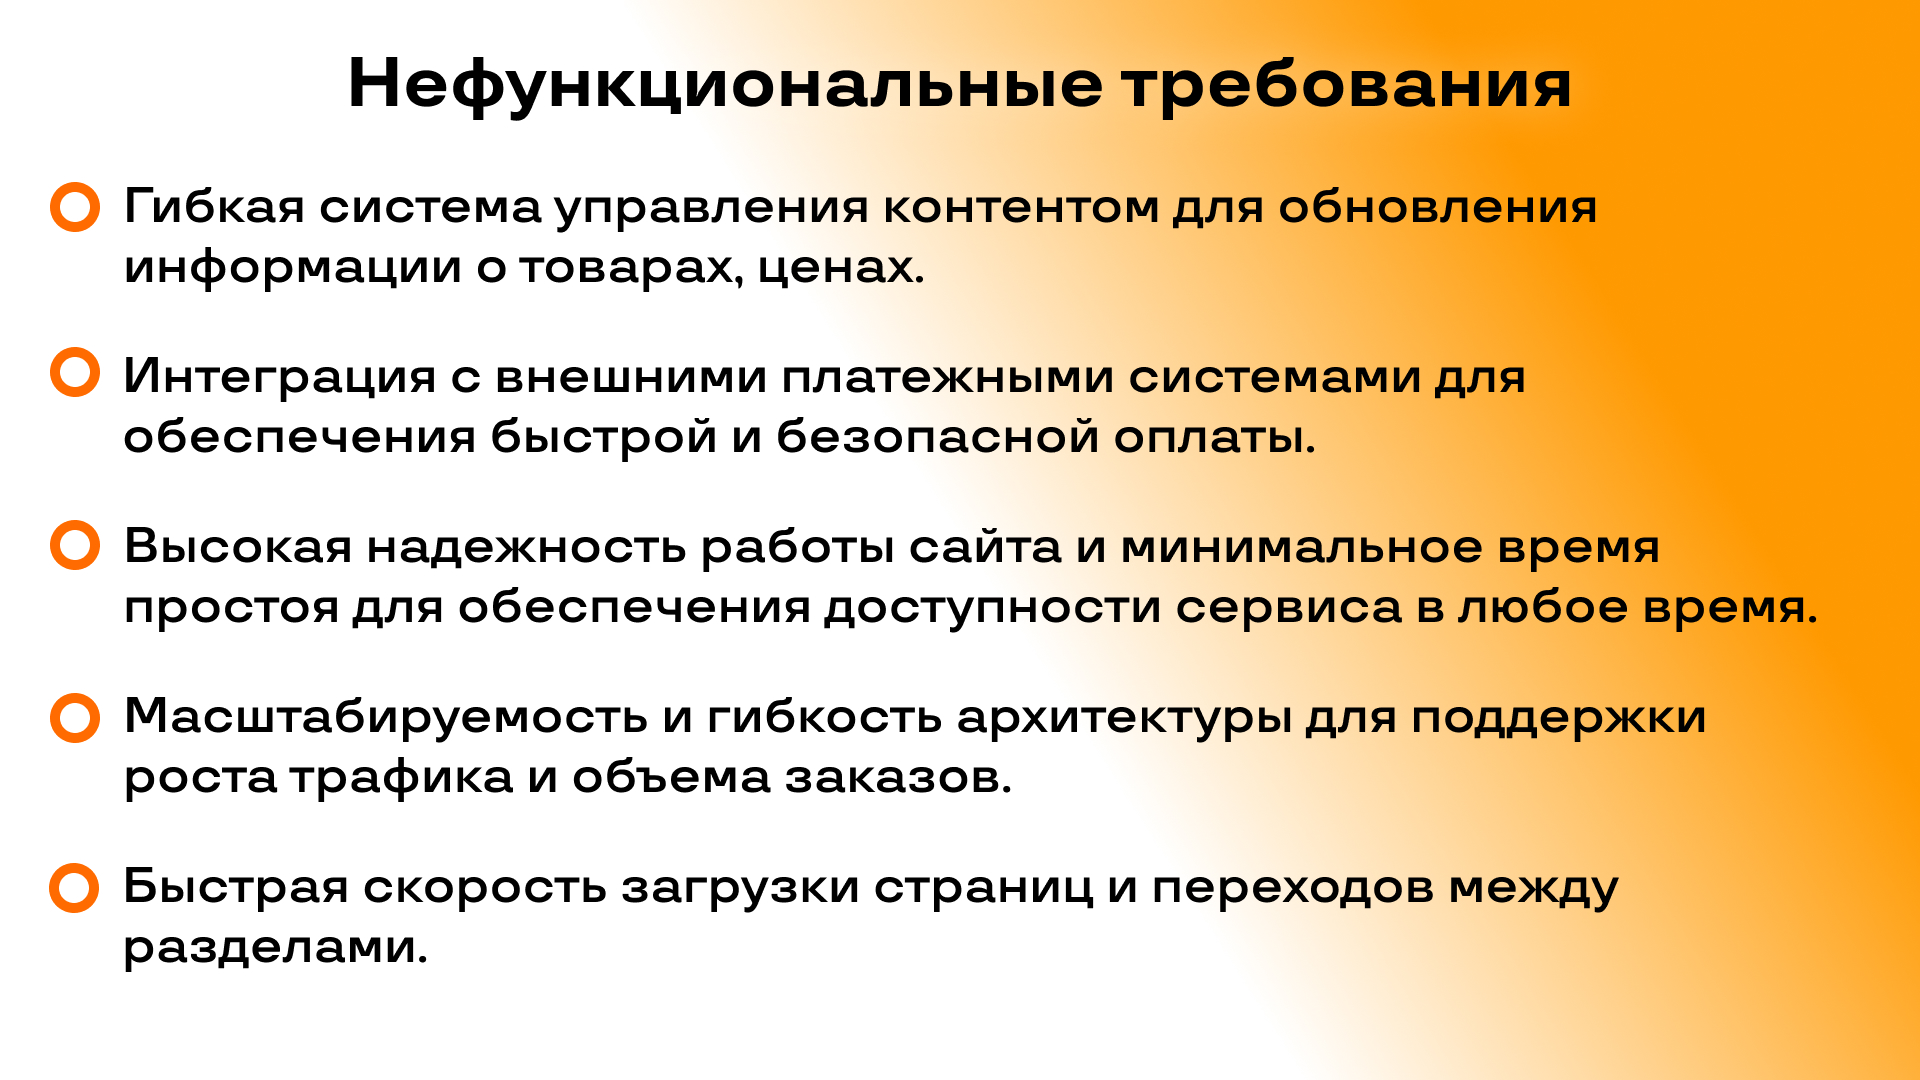 Нефункциональные требования
Гибкая система управления контентом для обновления
информации о товарах, ценах.
Интеграция с внешними платежными системами для
обеспечения быстрой и безопасной оплаты.
Высокая надежность работы сайта и минимальное время
простоя для обеспечения доступности сервиса в любое время.
Масштабируемость и гибкость архитектуры для поддержки
роста трафика и объема заказов.
Быстрая скорость загрузки страниц и переходов между
разделами.